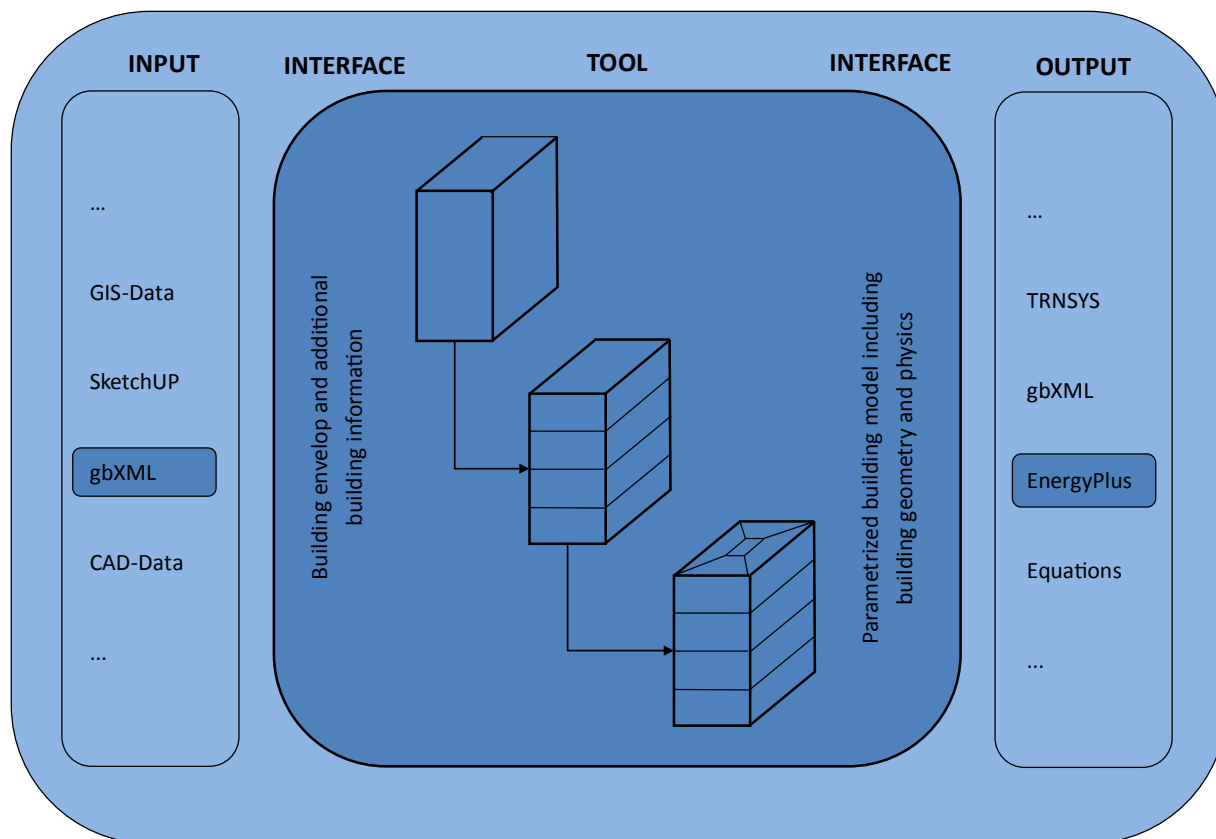 INPUT
INTERFACE
TOOL
INTERFACE
OUTPUT
...
GIS-Data
SketchUP
gbXML
CAD-Data
...
Building envelop and additional
building information
Parametrized building model including
building geometry and physics
...
TRNSYS
gbXML
EnergyPlus
Equations
...